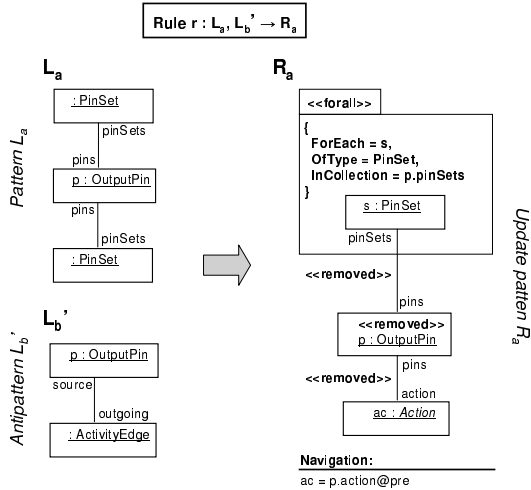 Rule r : La, Lb' → Ra
La
Pattern La
: PinSet
pinSets
pins
p : OutputPin
pins
pinSets
: PinSet
Lb'
Antipattern Lb'
p : OutputPin
source
outgoing
: ActivityEdge
Ra
<<forall>>
{
ForEach = s,
OfType = PinSet,
InCollection = p.pinSets
}
s : PinSet
pinSets
<<removed>>
pins
<<removed>>
p : OutputPin
pins
<<removed>>
action
ac : Action
Update patten Ra
Navigation:
ac = p.action@pre